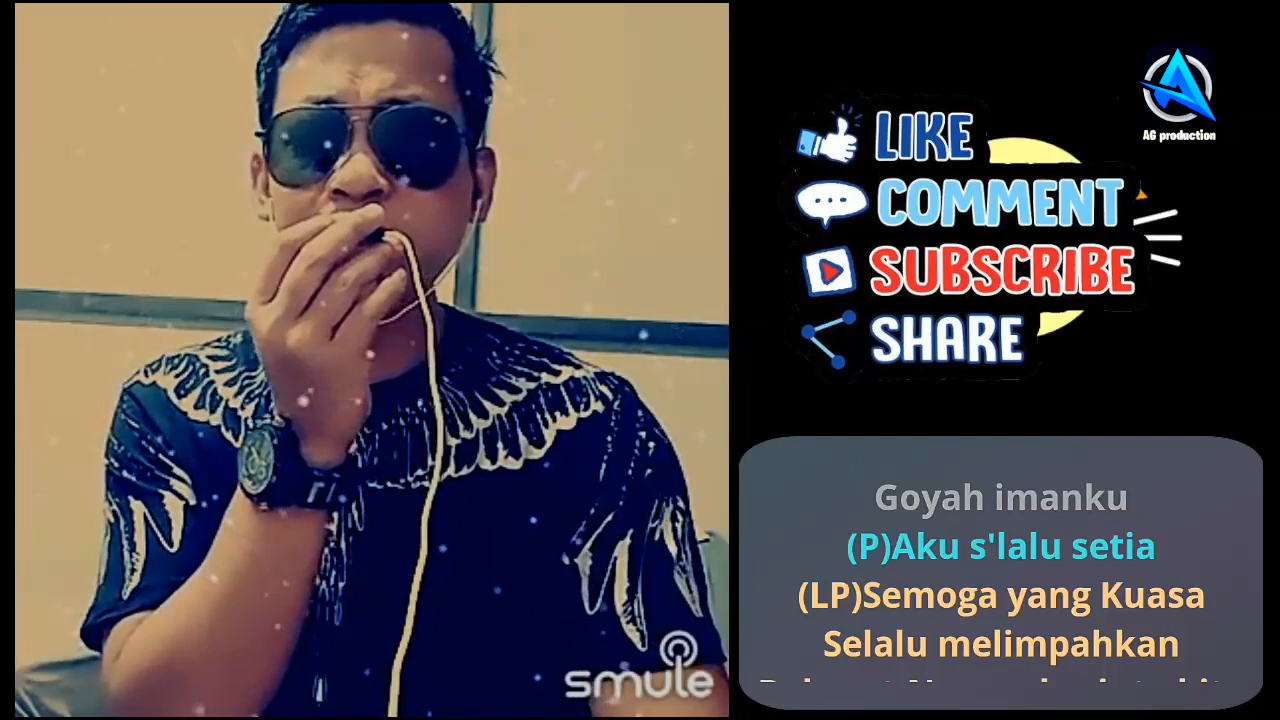 AG production
LIKE
COMMENT
SUBSCRIBE
SHARE
Goyah imanku
(P)Aku s'lalu setia
(LP)Semoga yang Kuasa
Selalu melimpahkan
smule